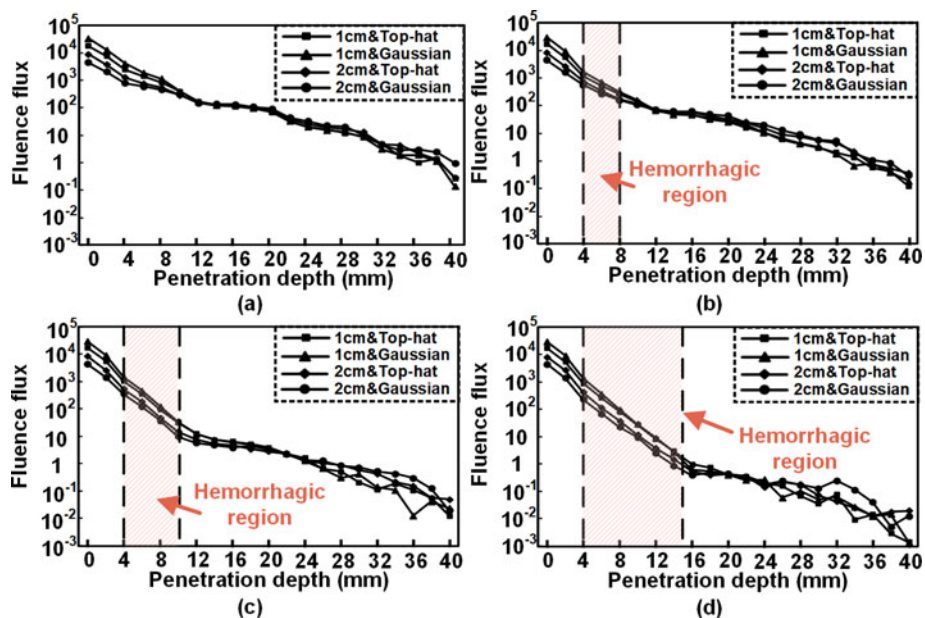 10^5
10^4
10^3
10^2
10
1
10^-1
10^-2
10^-3
Fluence flux
1cm&Top-hat
1cm&Gaussian
2cm&Top-hat
2cm&Gaussian
0 4 8 12 16 20 24 28 32 36 40
Penetration depth (mm)
(a)
10^5
10^4
10^3
10^2
10
1
10^-1
10^-2
10^-3
Fluence flux
1cm&Top-hat
1cm&Gaussian
2cm&Top-hat
2cm&Gaussian
Hemorrhagic
region
0 4 8 12 16 20 24 28 32 36 40
Penetration depth (mm)
(b)
10^5
10^4
10^3
10^2
10
1
10^-1
10^-2
10^-3
Fluence flux
1cm&Top-hat
1cm&Gaussian
2cm&Top-hat
2cm&Gaussian
Hemorrhagic
region
0 4 8 12 16 20 24 28 32 36 40
Penetration depth (mm)
(c)
10^5
10^4
10^3
10^2
10
1
10^-1
10^-2
10^-3
Fluence flux
1cm&Top-hat
1cm&Gaussian
2cm&Top-hat
2cm&Gaussian
Hemorrhagic
region
0 4 8 12 16 20 24 28 32 36 40
Penetration depth (mm)
(d)